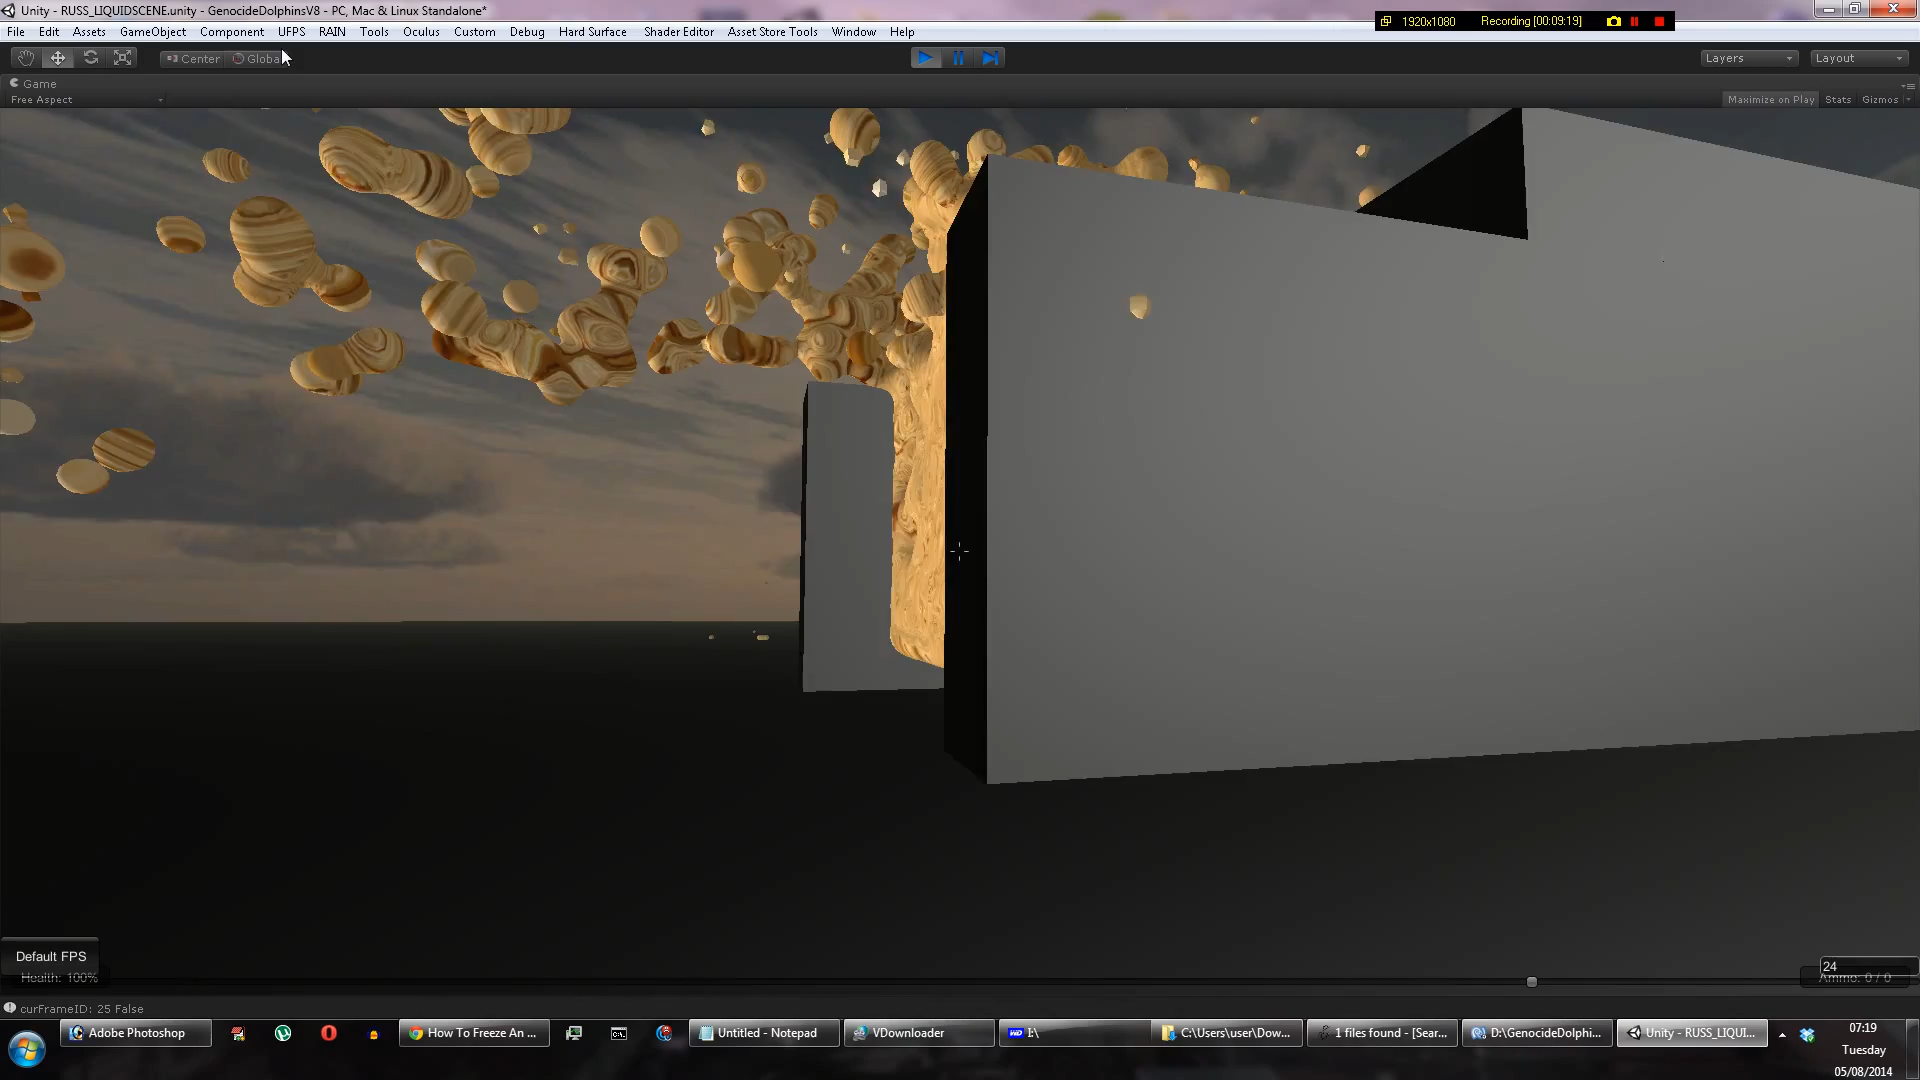 Unity - RUSS_LIQUIDSCENE.unity - GenocideDolphinsV8 - PC, Mac & Linux Standalone*
1920x1080 Recording [00:09:19]
File Edit Assets GameObject Component UFPS RAIN Tools Oculus Custom Debug Hard Surface Shader Editor Asset Store Tools Window Help
Center Global Layers Layout
Game
Free Aspect Maximize on Play Stats Gizmos
Default FPS
Health: 100% 24
Ammo: 0 / 0
curFrameID: 25 False
Adobe Photoshop How To Freeze An ... Untitled - Notepad VDownloader I:\ C:\Users\user\Dow... 1 files found - [Sear... D:\GenocideDolphi... Unity - RUSS_LIQUI...
07:19
Tuesday
05/08/2014